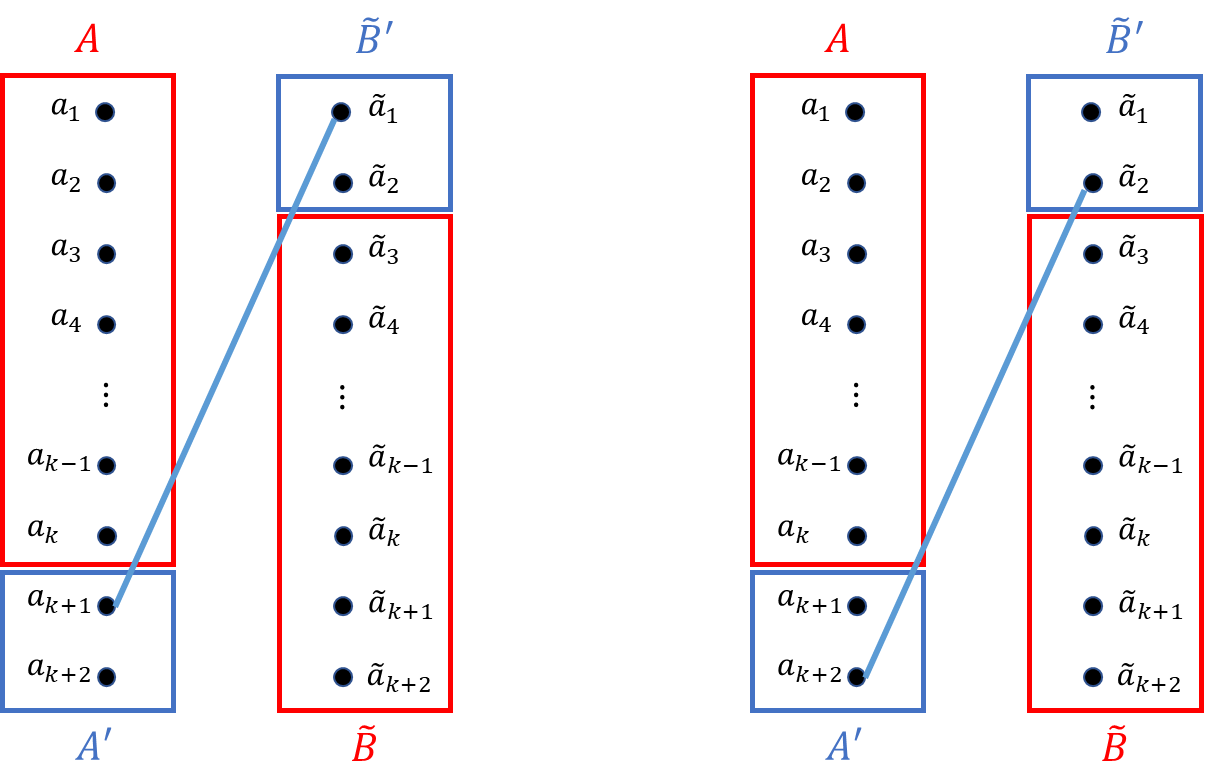 A B̃′ A B̃′
a₁ ã₁ a₁ ã₁
a₂ ã₂ a₂ ã₂
a₃ ã₃ a₃ ã₃
a₄ ã₄ a₄ ã₄
⋮ ⋮ ⋮ ⋮
aₖ₋₁ ãₖ₋₁ aₖ₋₁ ãₖ₋₁
aₖ ãₖ aₖ ãₖ
aₖ₊₁ ãₖ₊₁ aₖ₊₁ ãₖ₊₁
aₖ₊₂ ãₖ₊₂ aₖ₊₂ ãₖ₊₂
A′ B̃ A′ B̃